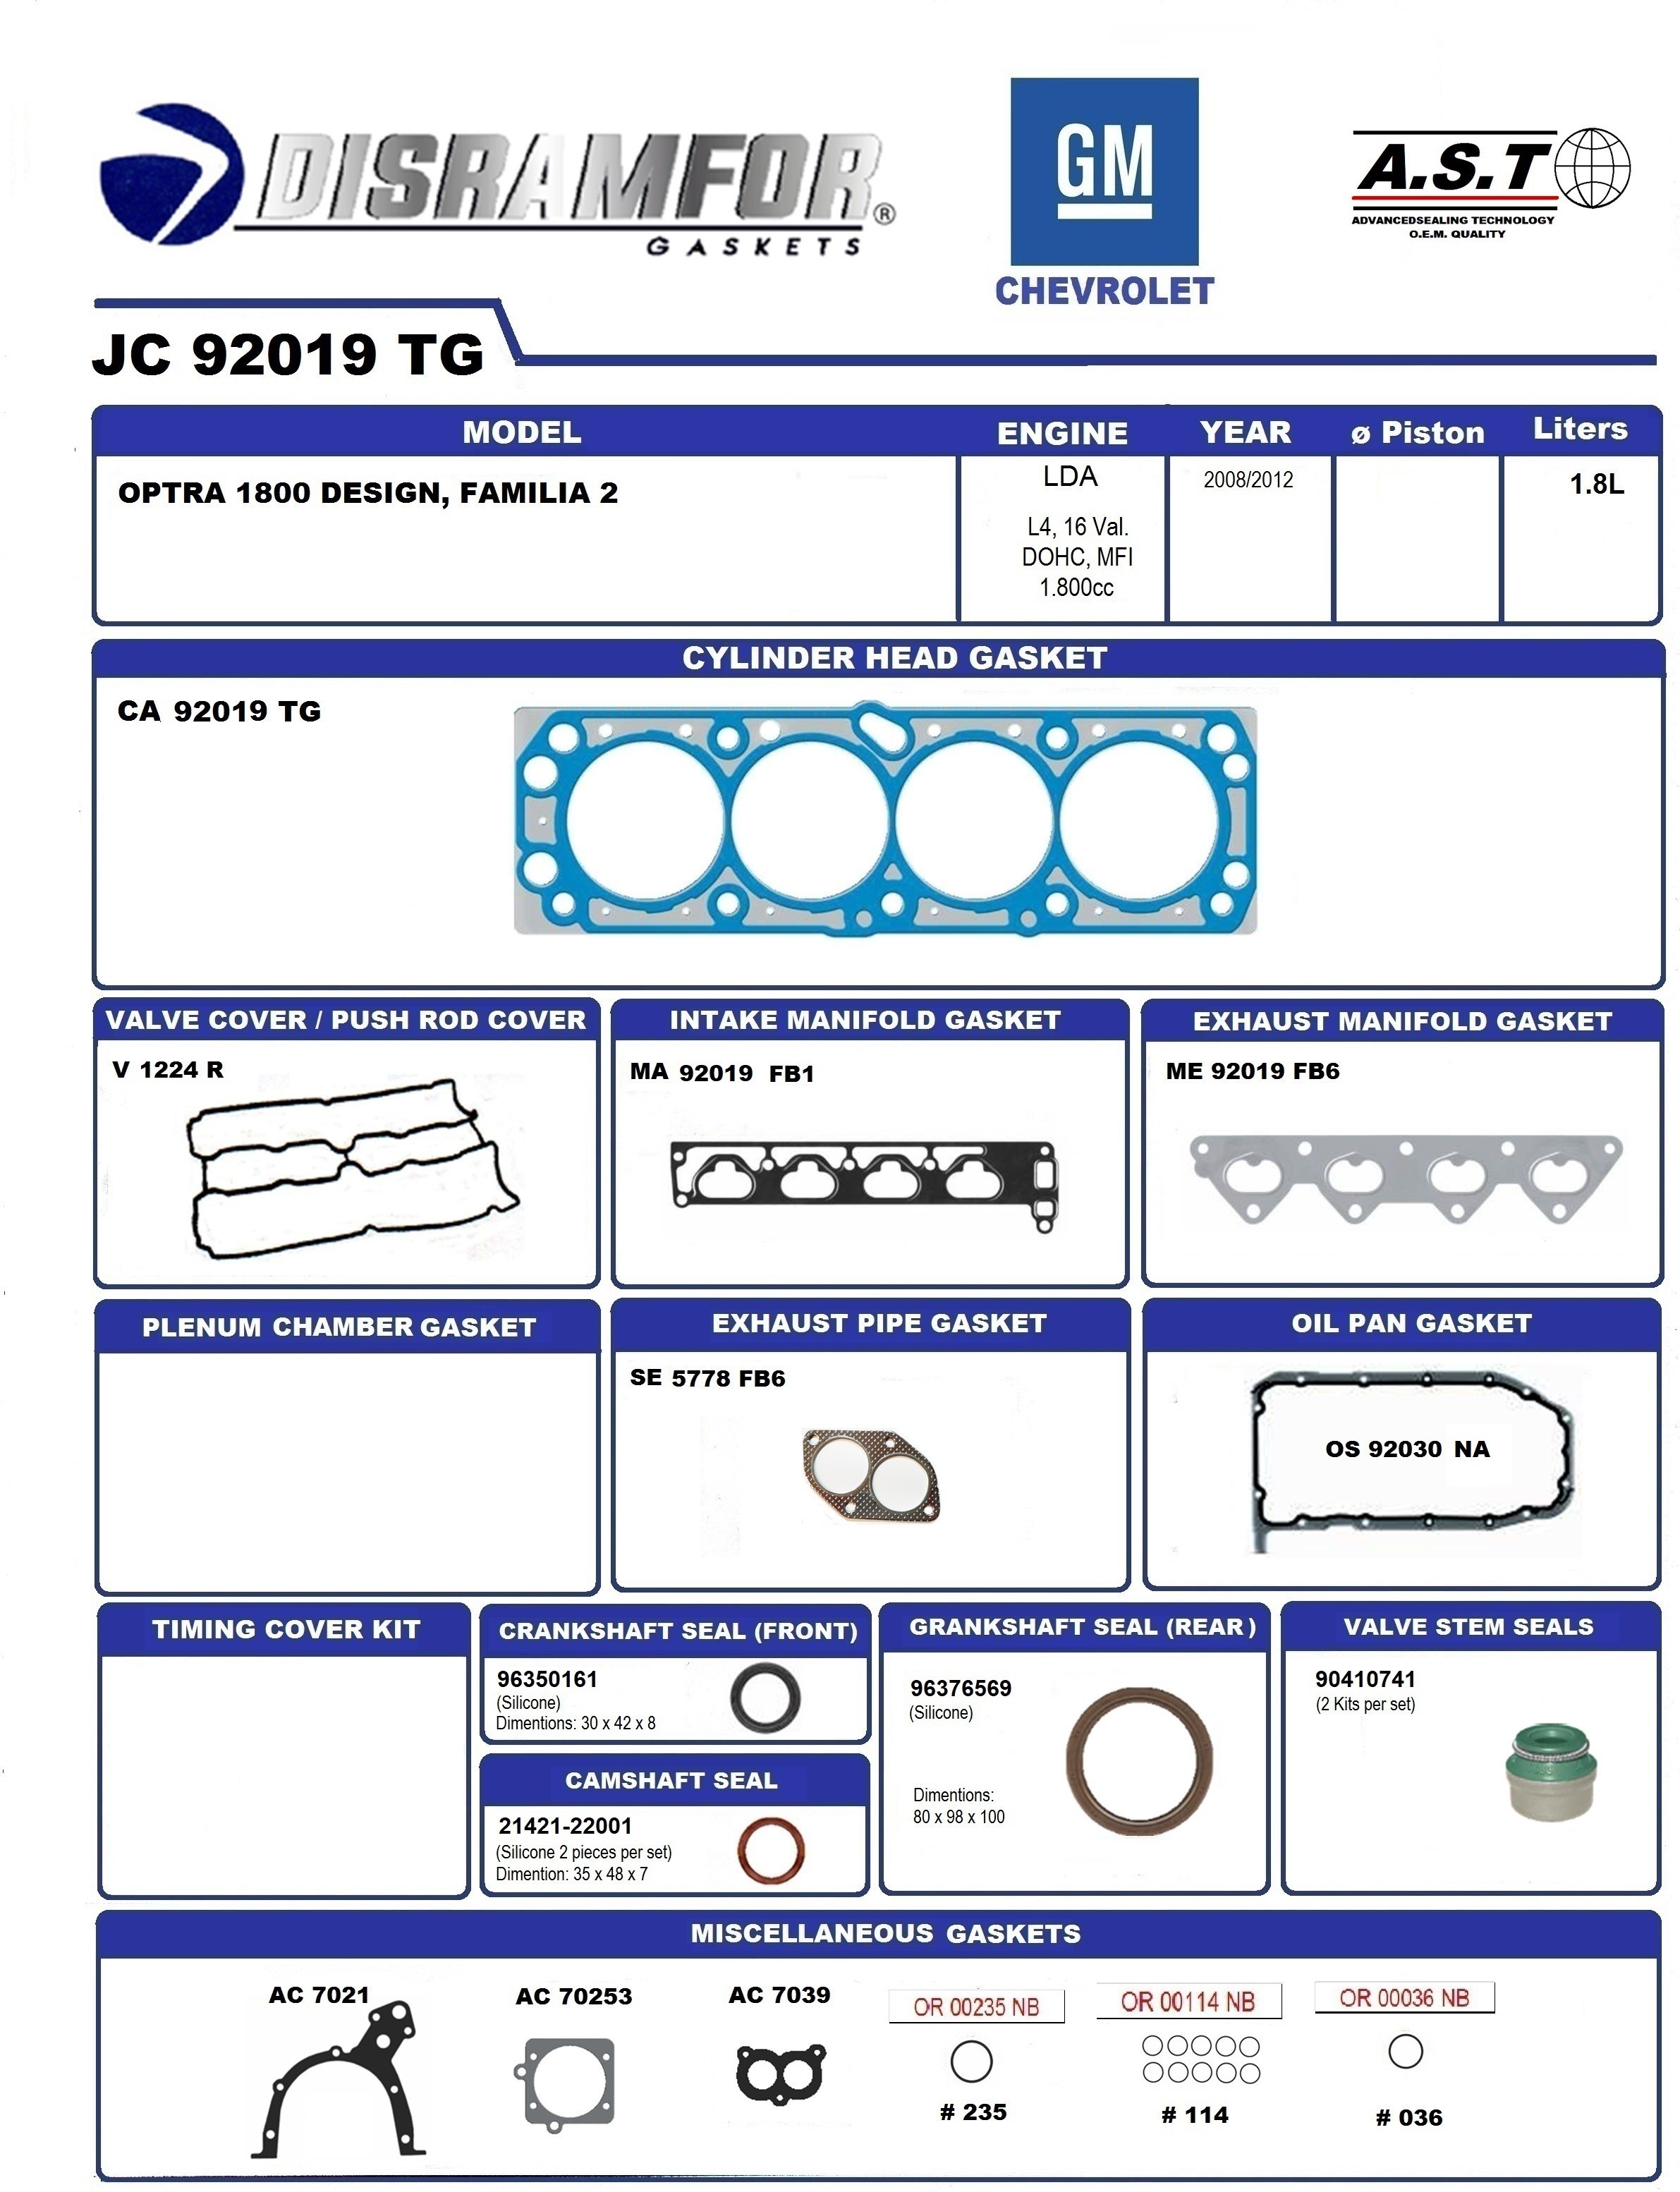 DISRAMFOR®
GASKETS
GM
CHEVROLET
A.S.T
ADVANCEDSEALING TECHNOLOGY
O.E.M. QUALITY
JC 92019 TG
MODEL
ENGINE
YEAR
ø Piston
Liters
OPTRA 1800 DESIGN, FAMILIA 2
LDA
L4, 16 Val.
DOHC, MFI
1.800cc
2008/2012
1.8L
CYLINDER HEAD GASKET
CA 92019 TG
VALVE COVER / PUSH ROD COVER
V 1224 R
INTAKE MANIFOLD GASKET
MA 92019 FB1
EXHAUST MANIFOLD GASKET
ME 92019 FB6
PLENUM CHAMBER GASKET
EXHAUST PIPE GASKET
SE 5778 FB6
OIL PAN GASKET
OS 92030 NA
TIMING COVER KIT
CRANKSHAFT SEAL (FRONT)
96350161
(Silicone)
Dimentions: 30 x 42 x 8
CAMSHAFT SEAL
21421-22001
(Silicone 2 pieces per set)
Dimention: 35 x 48 x 7
GRANKSHAFT SEAL (REAR)
96376569
(Silicone)
Dimentions:
80 x 98 x 100
VALVE STEM SEALS
90410741
(2 Kits per set)
MISCELLANEOUS GASKETS
AC 7021
AC 70253
AC 7039
OR 00235 NB
# 235
OR 00114 NB
# 114
OR 00036 NB
# 036